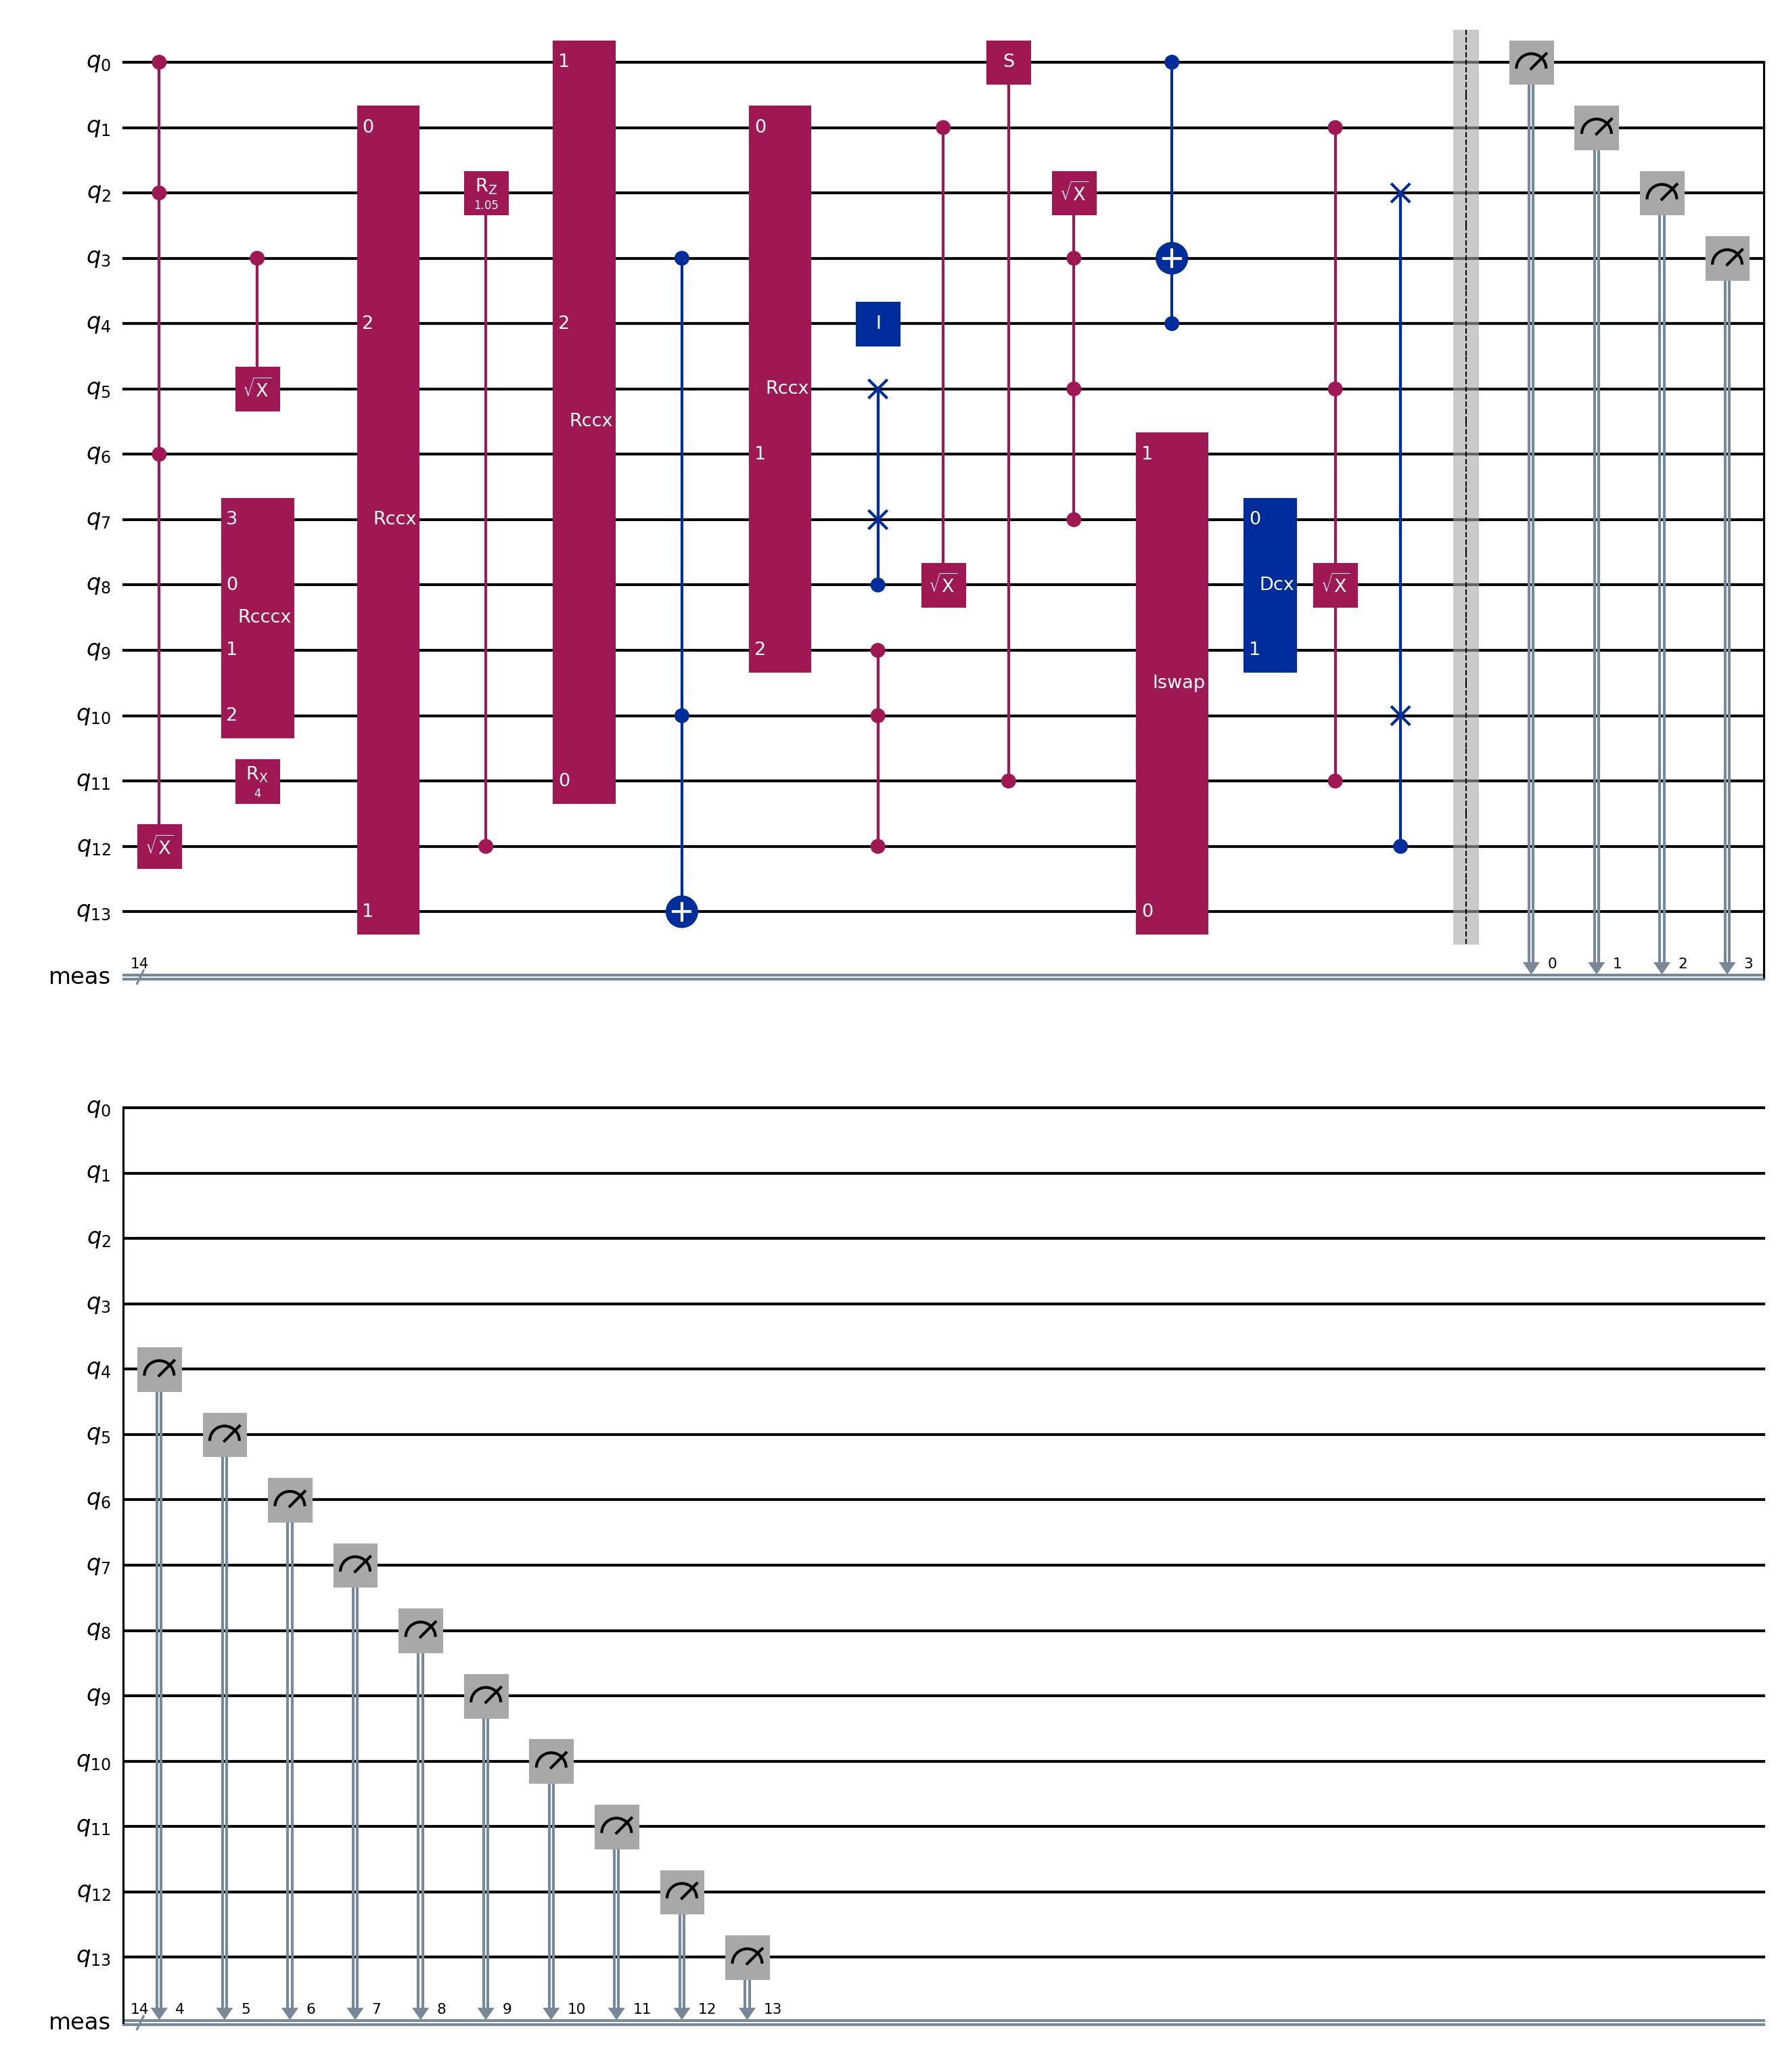 q0 1 S
q1 0 0
q2 RZ 1.05 √X
q3
q4 2 2 I
q5 √X Rccx
Rccx
q6 1 1
q7 3 Rccx 0
q8 0 √X Dcx √X
Rcccx
q9 1 2 1
Iswap
q10 2
q11 RX 4 0
q12 √X
q13 1 0
14 0 1 2 3
meas
q0
q1
q2
q3
q4
q5
q6
q7
q8
q9
q10
q11
q12
q13
14 4 5 6 7 8 9 10 11 12 13
meas